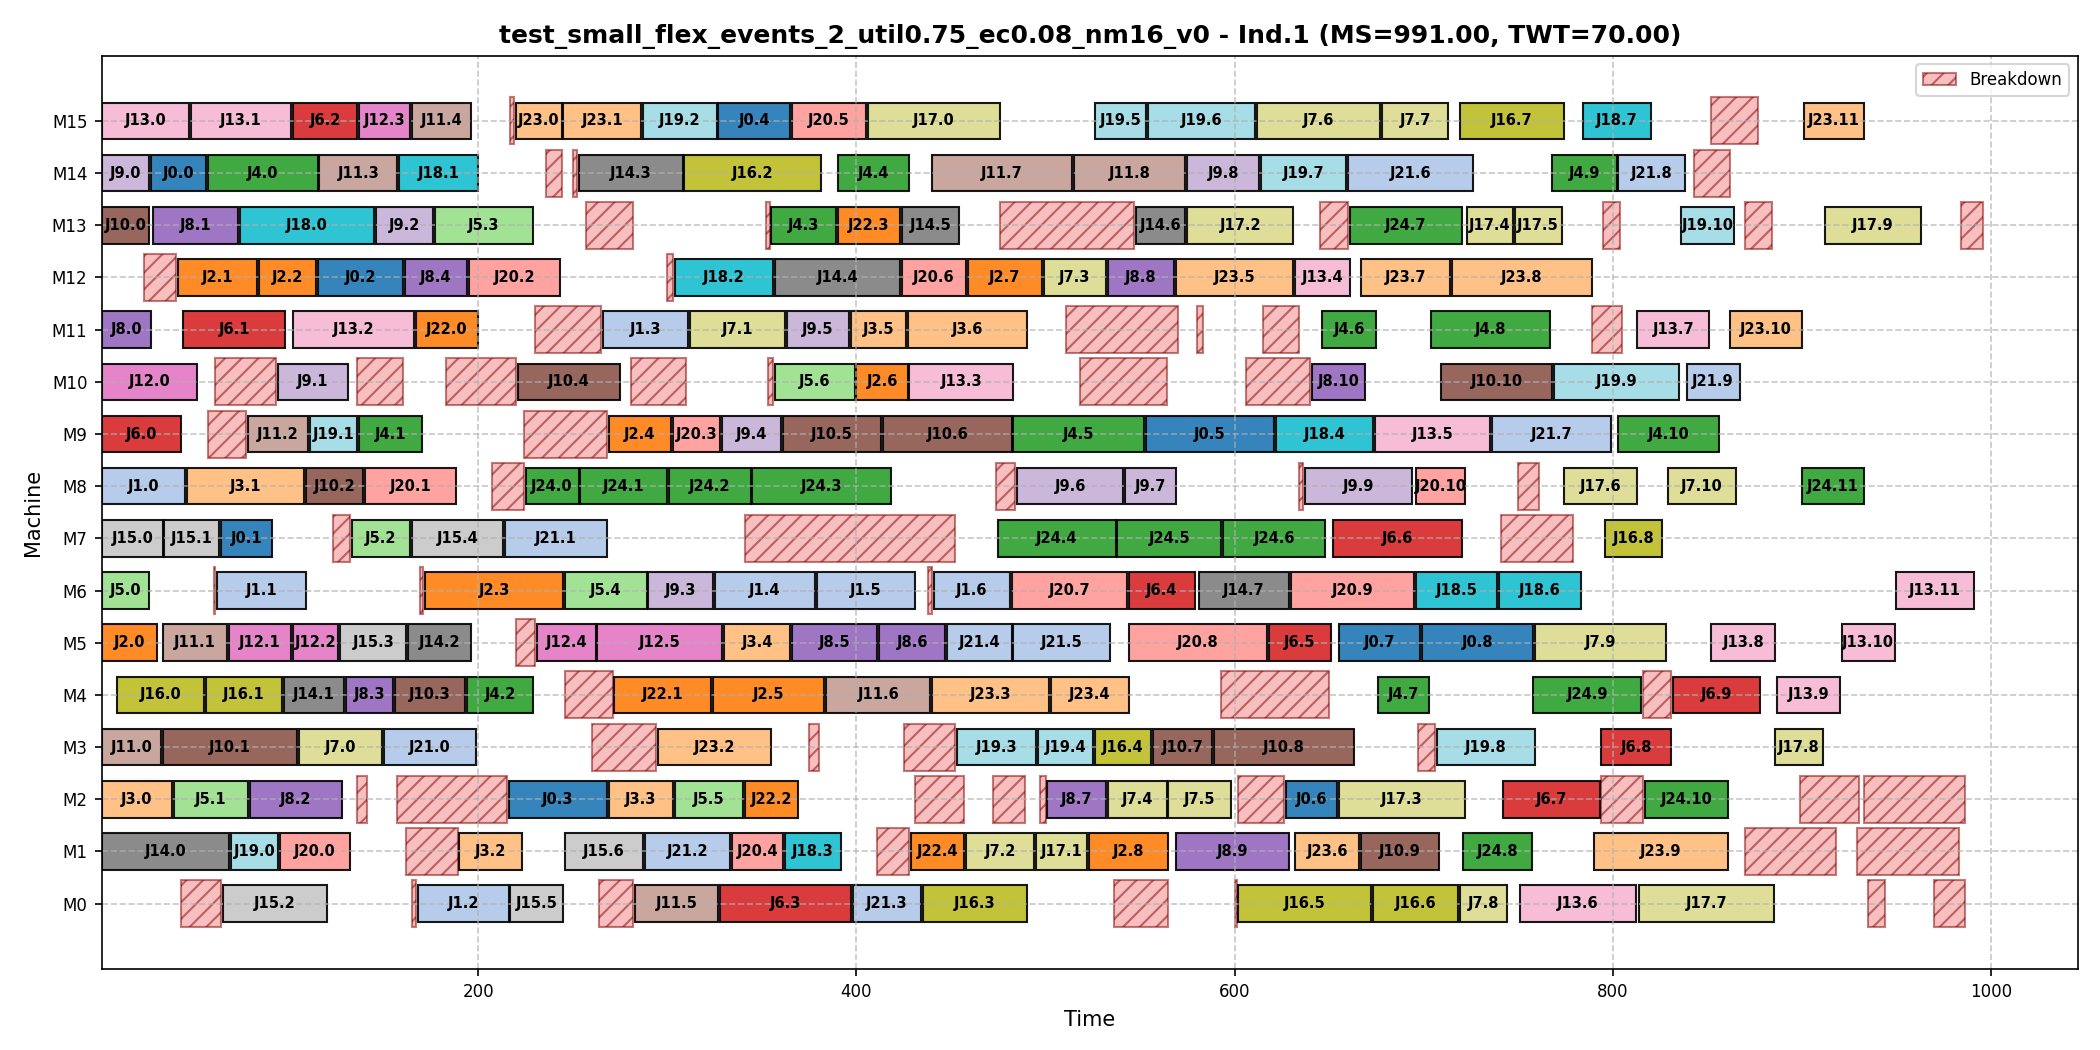 test_small_flex_events_2_util0.75_ec0.08_nm16_v0 - Ind.1 (MS=991.00, TWT=70.00)
Breakdown
M15 J13.0 J13.1 J6.2 J12.3 J11.4 J23.0 J23.1 J19.2 J0.4 J20.5 J17.0 J19.5 J19.6 J7.6 J7.7 J16.7 J18.7 J23.11
M14 J9.0 J0.0 J4.0 J11.3 J18.1 J14.3 J16.2 J4.4 J11.7 J11.8 J9.8 J19.7 J21.6 J4.9 J21.8
M13 J10.0 J8.1 J18.0 J9.2 J5.3 J4.3 J22.3 J14.5 J14.6 J17.2 J24.7 J17.4 J17.5 J19.10 J17.9
M12 J2.1 J2.2 J0.2 J8.4 J20.2 J18.2 J14.4 J20.6 J2.7 J7.3 J8.8 J23.5 J13.4 J23.7 J23.8
M11 J8.0 J6.1 J13.2 J22.0 J1.3 J7.1 J9.5 J3.5 J3.6 J4.6 J4.8 J13.7 J23.10
M10 J12.0 J9.1 J10.4 J5.6 J2.6 J13.3 J8.10 J10.10 J19.9 J21.9
M9 J6.0 J11.2 J19.1 J4.1 J2.4 J20.3 J9.4 J10.5 J10.6 J4.5 J0.5 J18.4 J13.5 J21.7 J4.10
M8 J1.0 J3.1 J10.2 J20.1 J24.0 J24.1 J24.2 J24.3 J9.6 J9.7 J9.9 J20.10 J17.6 J7.10 J24.11
M7 J15.0 J15.1 J0.1 J5.2 J15.4 J21.1 J24.4 J24.5 J24.6 J6.6 J16.8
M6 J5.0 J1.1 J2.3 J5.4 J9.3 J1.4 J1.5 J1.6 J20.7 J6.4 J14.7 J20.9 J18.5 J18.6 J13.11
M5 J2.0 J11.1 J12.1 J12.2 J15.3 J14.2 J12.4 J12.5 J3.4 J8.5 J8.6 J21.4 J21.5 J20.8 J6.5 J0.7 J0.8 J7.9 J13.8 J13.10
M4 J16.0 J16.1 J14.1 J8.3 J10.3 J4.2 J22.1 J2.5 J11.6 J23.3 J23.4 J4.7 J24.9 J6.9 J13.9
M3 J11.0 J10.1 J7.0 J21.0 J23.2 J19.3 J19.4 J16.4 J10.7 J10.8 J19.8 J6.8 J17.8
M2 J3.0 J5.1 J8.2 J0.3 J3.3 J5.5 J22.2 J8.7 J7.4 J7.5 J0.6 J17.3 J6.7 J24.10
M1 J14.0 J19.0 J20.0 J3.2 J15.6 J21.2 J20.4 J18.3 J22.4 J7.2 J17.1 J2.8 J8.9 J23.6 J10.9 J24.8 J23.9
M0 J15.2 J1.2 J15.5 J11.5 J6.3 J21.3 J16.3 J16.5 J16.6 J7.8 J13.6 J17.7
Machine
200 400 600 800 1000
Time